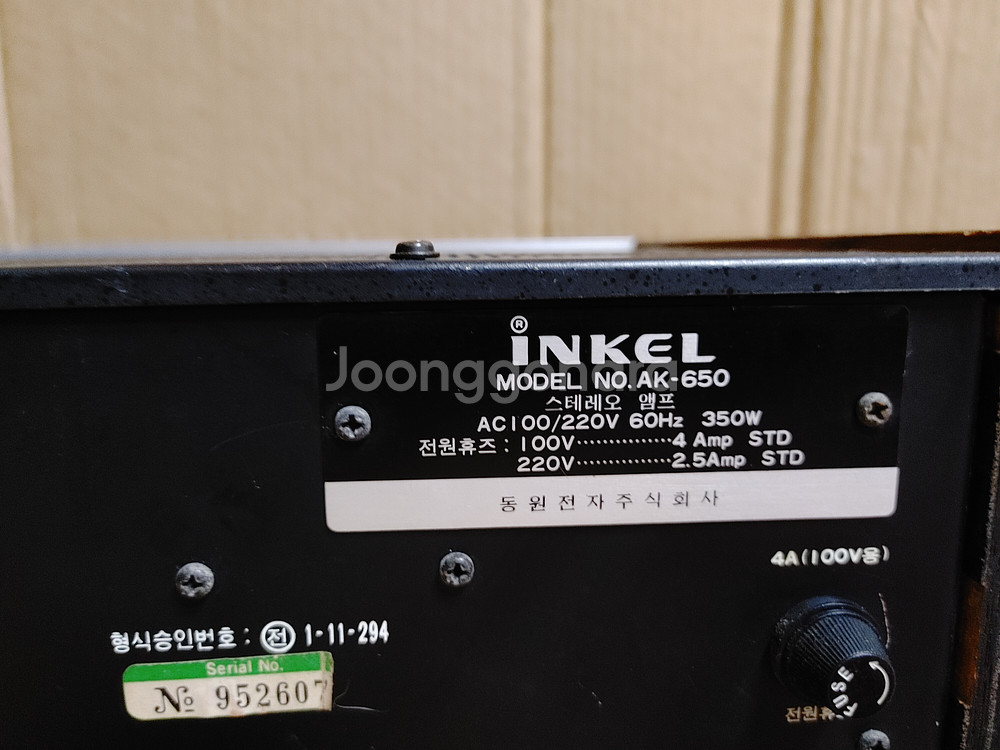 ® iNKEL
Joonggonara
MODEL NO. AK-650
스테레오 앰프
AC100/220V 60Hz 350W
전원휴즈 : 100V ............... 4 Amp STD
220V ............... 2.5Amp STD
동원전자주식회사
4A(100V용)
형식승인번호 : 전 1-11-294
Serial No.
№ 952607
FUSE